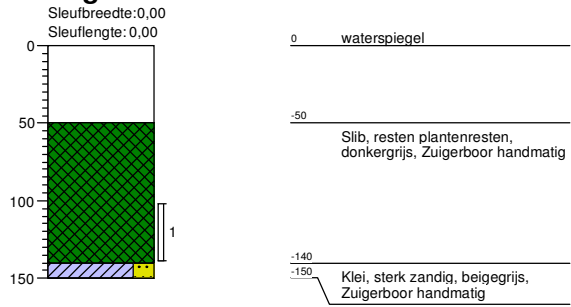 Sleufbreedte:0,00
Sleuflengte: 0,00
0
50
100
150
1
0 waterspiegel
-50
Slib, resten plantenresten,
donkergrijs, Zuigerboor handmatig
-140
-150
Klei, sterk zandig, beigegrijs,
Zuigerboor handmatig